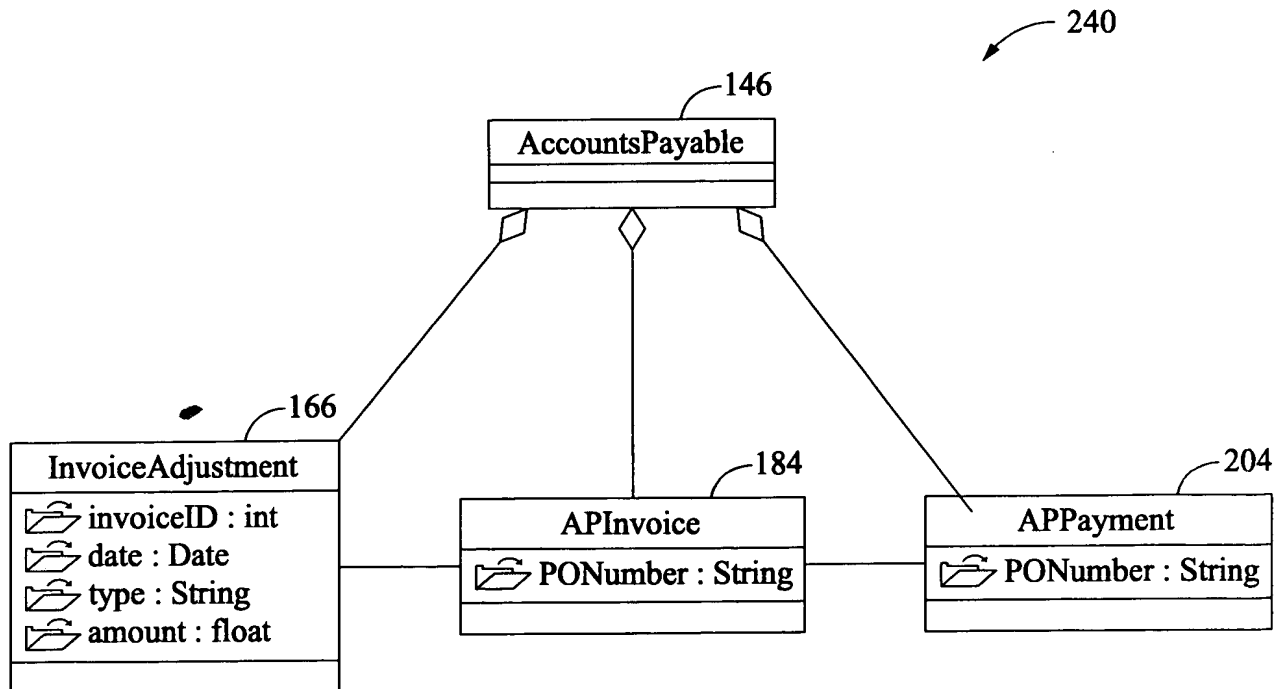 240
146
AccountsPayable
166
InvoiceAdjustment
invoiceID : int
date : Date
type : String
amount : float
184
APInvoice
PONumber : String
204
APPayment
PONumber : String